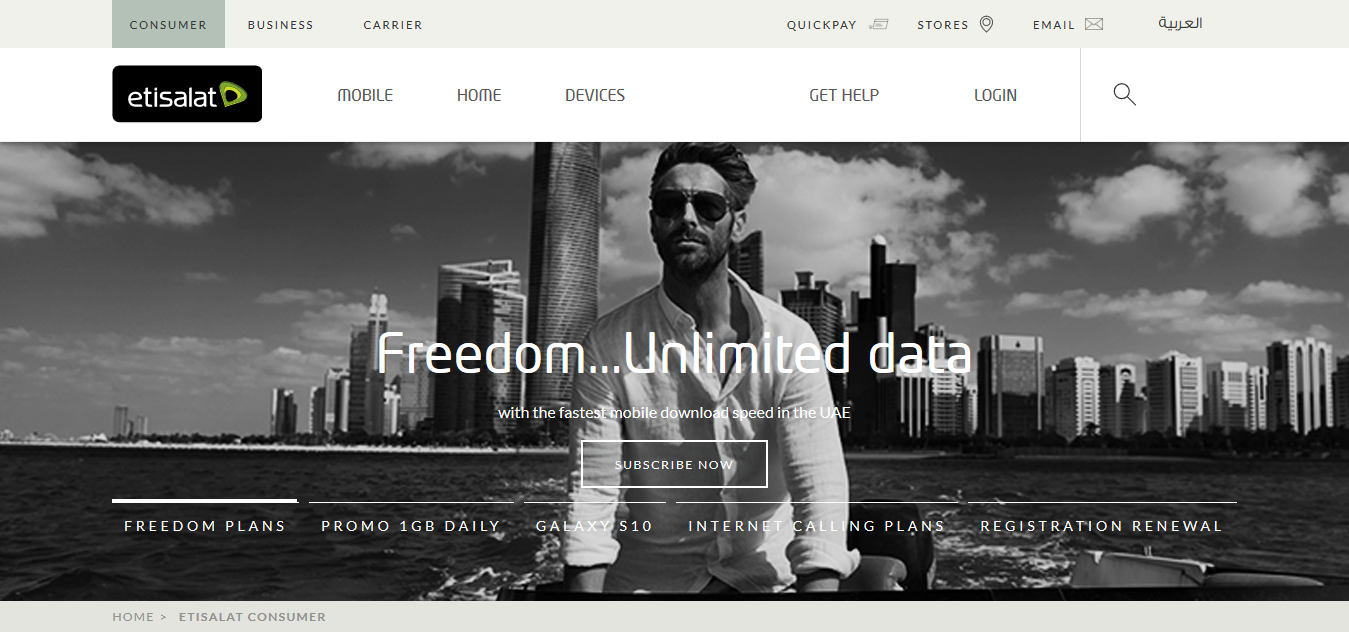 CONSUMER BUSINESS CARRIER QUICKPAY STORES EMAIL العربية
etisalat MOBILE HOME DEVICES GET HELP LOGIN
Freedom...Unlimited data
with the fastest mobile download speed in the UAE
SUBSCRIBE NOW
FREEDOM PLANS PROMO 1GB DAILY GALAXY S10 INTERNET CALLING PLANS REGISTRATION RENEWAL
HOME > ETISALAT CONSUMER